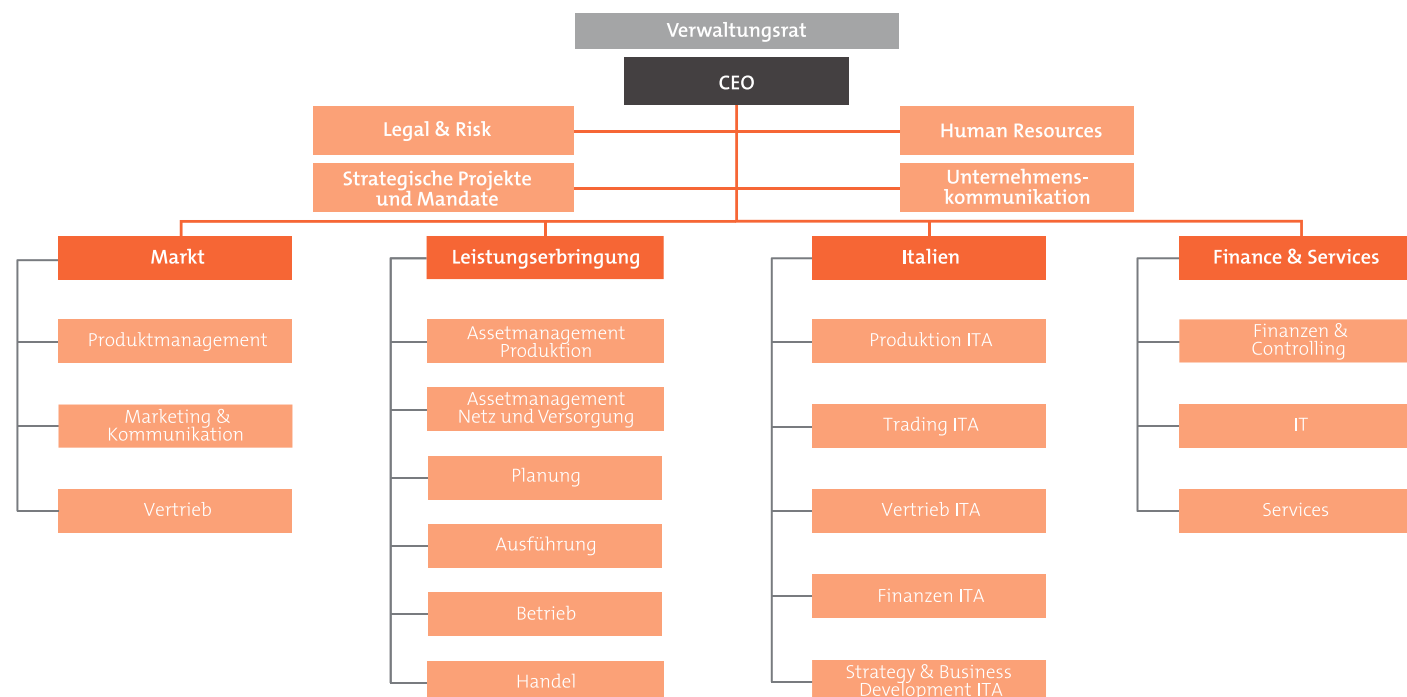 Verwaltungsrat
CEO
Legal & Risk
Human Resources
Strategische Projekte
und Mandate
Unternehmens-
kommunikation
Markt
Produktmanagement
Marketing &
Kommunikation
Vertrieb
Leistungserbringung
Assetmanagement
Produktion
Assetmanagement
Netz und Versorgung
Planung
Ausführung
Betrieb
Handel
Italien
Produktion ITA
Trading ITA
Vertrieb ITA
Finanzen ITA
Strategy & Business
Development ITA
Finance & Services
Finanzen &
Controlling
IT
Services